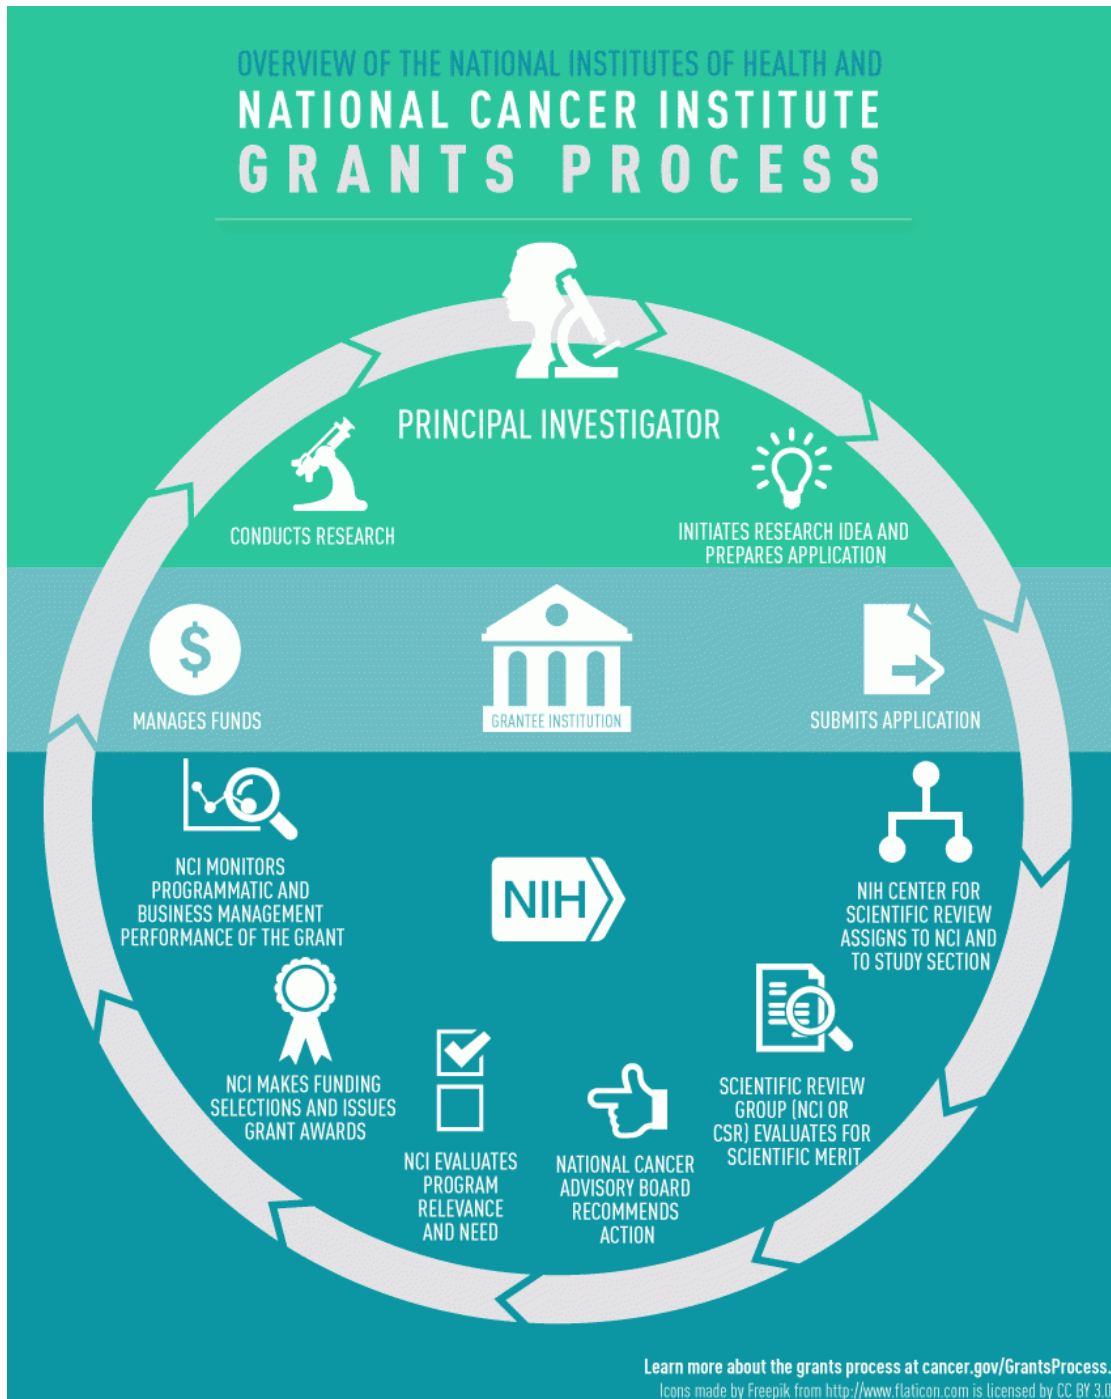 OVERVIEW OF THE NATIONAL INSTITUTES OF HEALTH AND
NATIONAL CANCER INSTITUTE
GRANTS PROCESS
PRINCIPAL INVESTIGATOR
CONDUCTS RESEARCH
INITIATES RESEARCH IDEA AND
PREPARES APPLICATION
$
MANAGES FUNDS
GRANTEE INSTITUTION
SUBMITS APPLICATION
NCI MONITORS
PROGRAMMATIC AND
BUSINESS MANAGEMENT
PERFORMANCE OF THE GRANT
NIH
NIH CENTER FOR
SCIENTIFIC REVIEW
ASSIGNS TO NCI AND
TO STUDY SECTION
NCI MAKES FUNDING
SELECTIONS AND ISSUES
GRANT AWARDS
NCI EVALUATES
PROGRAM
RELEVANCE
AND NEED
NATIONAL CANCER
ADVISORY BOARD
RECOMMENDS
ACTION
SCIENTIFIC REVIEW
GROUP (NCI OR
CSR) EVALUATES FOR
SCIENTIFIC MERIT
Learn more about the grants process at cancer.gov/GrantsProcess.
Icons made by Freepik from http://www.flaticon.com is licensed by CC BY 3.0